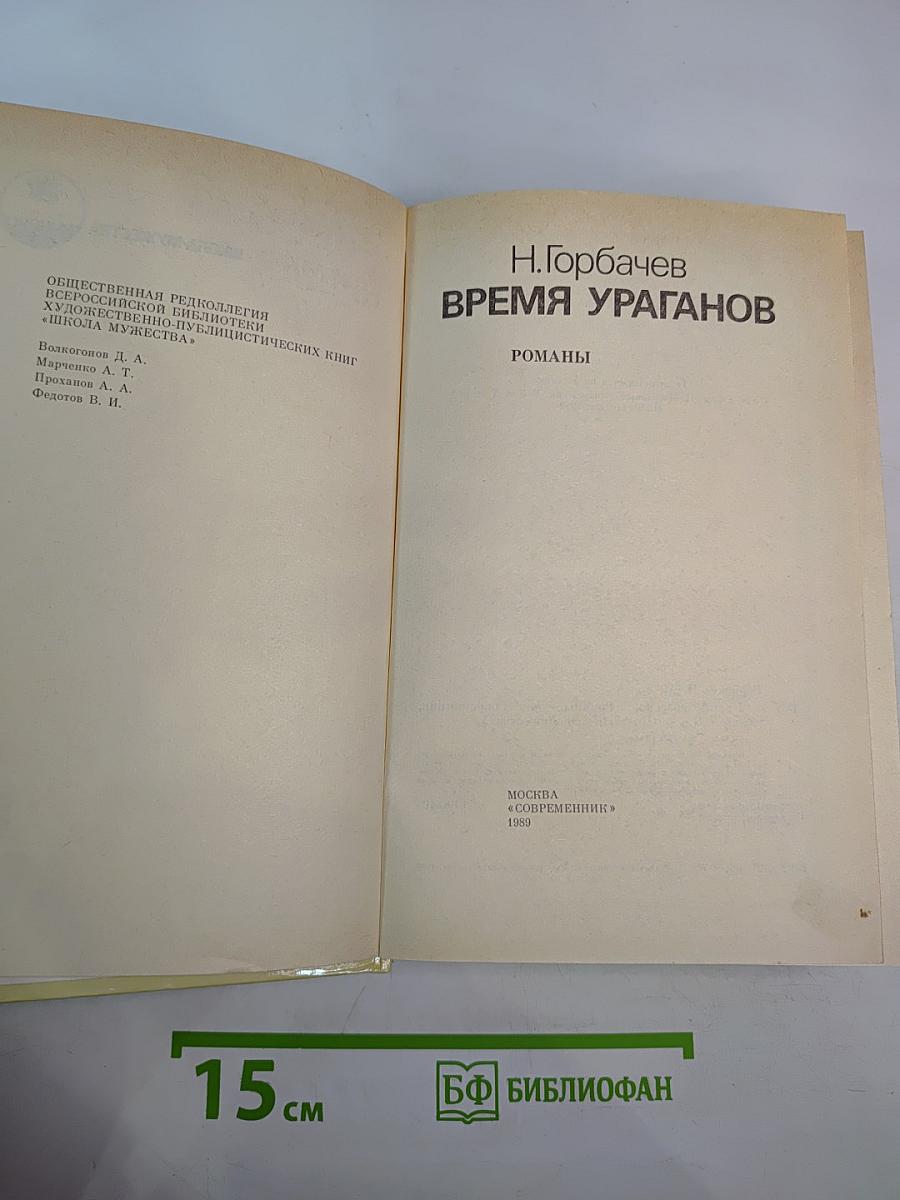 ОБЩЕСТВЕННАЯ РЕДКОЛЛЕГИЯ
ВСЕРОССИЙСКОЙ БИБЛИОТЕКИ
ХУДОЖЕСТВЕННО-ПУБЛИЦИСТИЧЕСКИХ КНИГ
«ШКОЛА МУЖЕСТВА»
Волкогонов Д. А.
Марченко А. Т.
Проханов А. А.
Федотов В. И.
Н.Горбачев
ВРЕМЯ УРАГАНОВ
РОМАНЫ
МОСКВА
«СОВРЕМЕННИК»
1989
15 см
БФ БИБЛИОФАН